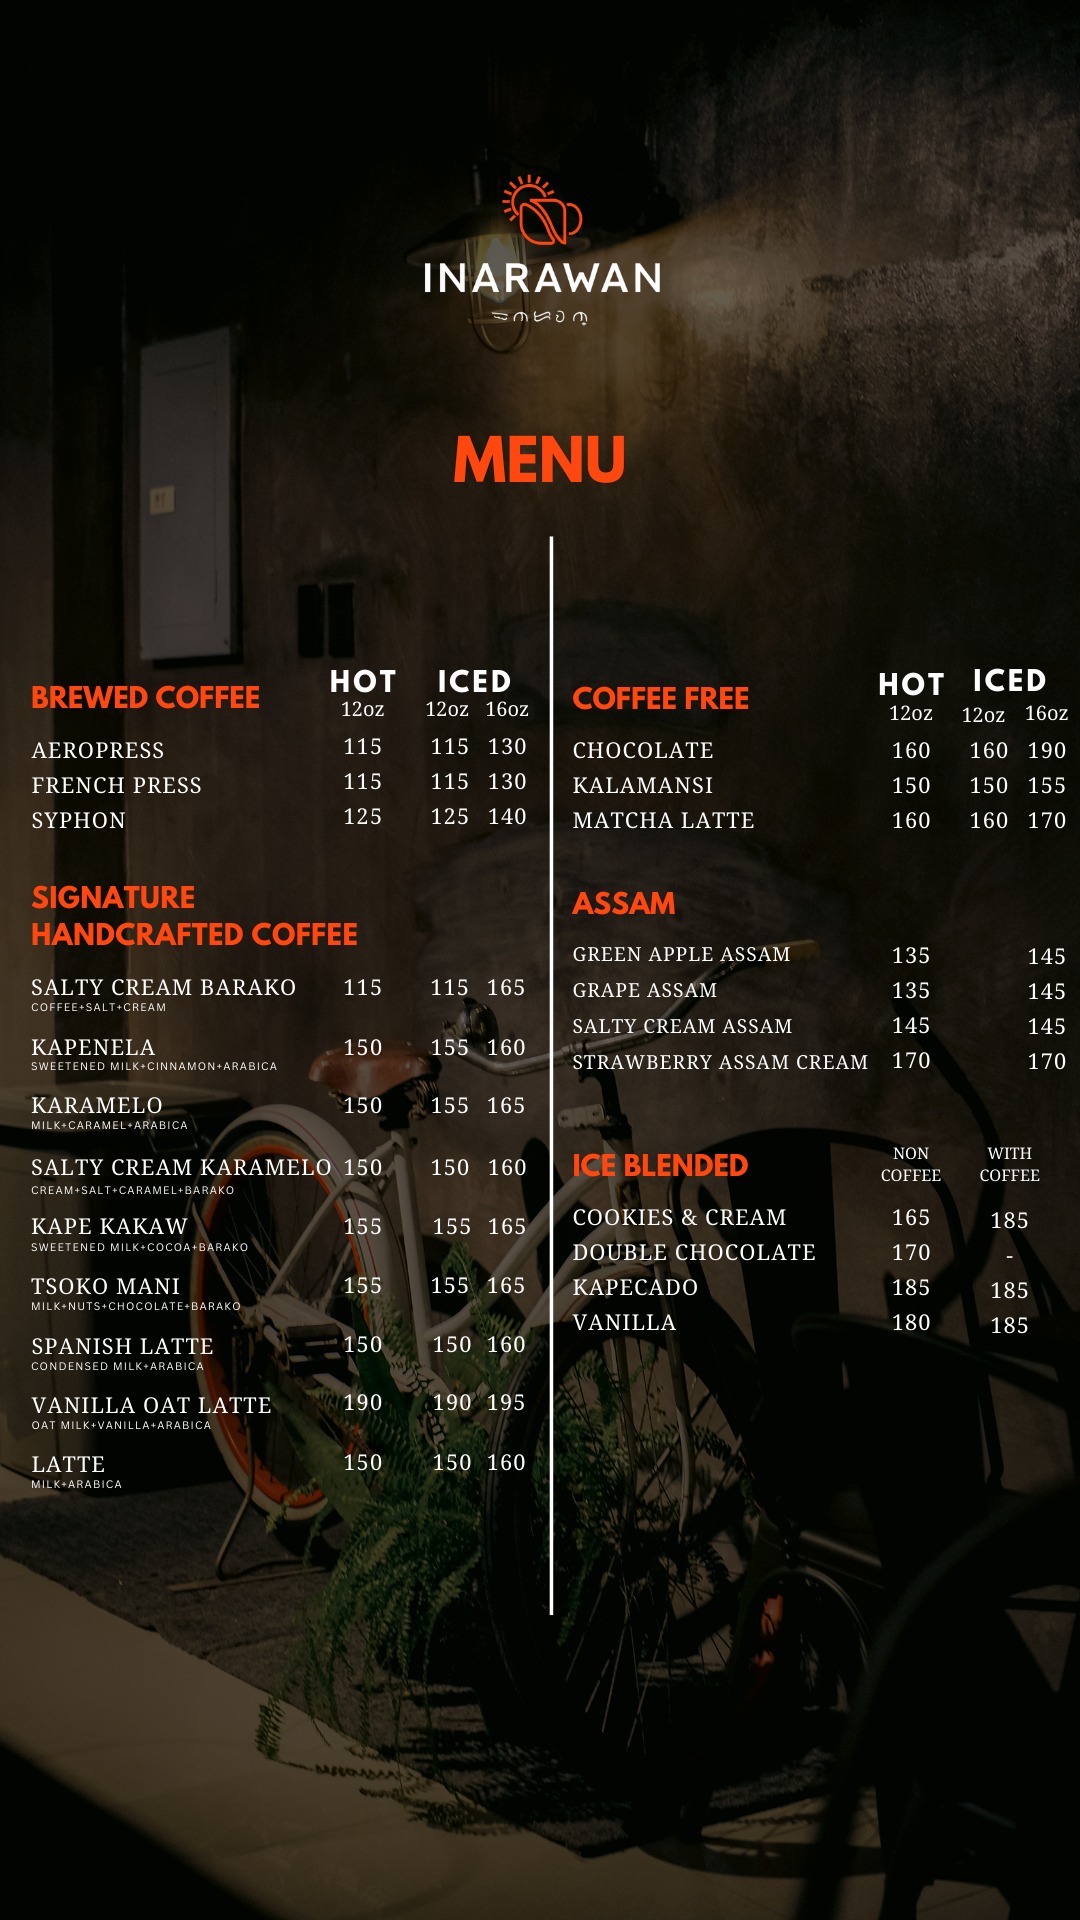 INARAWAN
ᜁᜈᜇᜏᜈ᜔
MENU
BREWED COFFEE HOT ICED
12oz 12oz 16oz
AEROPRESS 115 115 130
FRENCH PRESS 115 115 130
SYPHON 125 125 140
SIGNATURE
HANDCRAFTED COFFEE
SALTY CREAM BARAKO 115 115 165
COFFEE+SALT+CREAM
KAPENELA 150 155 160
SWEETENED MILK+CINNAMON+ARABICA
KARAMELO 150 155 165
MILK+CARAMEL+ARABICA
SALTY CREAM KARAMELO 150 150 160
CREAM+SALT+CARAMEL+BARAKO
KAPE KAKAW 155 155 165
SWEETENED MILK+COCOA+BARAKO
TSOKO MANI 155 155 165
MILK+NUTS+CHOCOLATE+BARAKO
SPANISH LATTE 150 150 160
CONDENSED MILK+ARABICA
VANILLA OAT LATTE 190 190 195
OAT MILK+VANILLA+ARABICA
LATTE 150 150 160
MILK+ARABICA
COFFEE FREE HOT ICED
12oz 12oz 16oz
CHOCOLATE 160 160 190
KALAMANSI 150 150 155
MATCHA LATTE 160 160 170
ASSAM
GREEN APPLE ASSAM 135 145
GRAPE ASSAM 135 145
SALTY CREAM ASSAM 145 145
STRAWBERRY ASSAM CREAM 170 170
ICE BLENDED
NON WITH
COFFEE COFFEE
COOKIES & CREAM 165 185
DOUBLE CHOCOLATE 170 -
KAPECADO 185 185
VANILLA 180 185